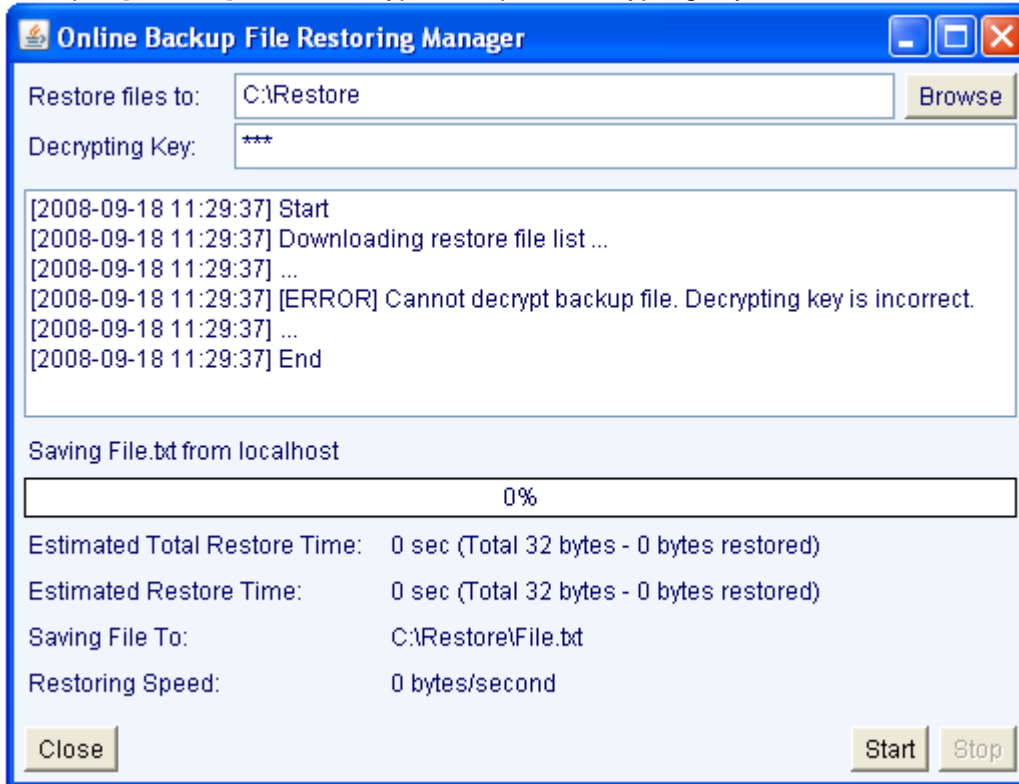 Online Backup File Restoring Manager
Restore files to: C:\Restore Browse
Decrypting Key: ***
[2008-09-18 11:29:37] Start
[2008-09-18 11:29:37] Downloading restore file list ...
[2008-09-18 11:29:37] ...
[2008-09-18 11:29:37] [ERROR] Cannot decrypt backup file. Decrypting key is incorrect.
[2008-09-18 11:29:37] ...
[2008-09-18 11:29:37] End
Saving File.txt from localhost
0%
Estimated Total Restore Time: 0 sec (Total 32 bytes - 0 bytes restored)
Estimated Restore Time: 0 sec (Total 32 bytes - 0 bytes restored)
Saving File To: C:\Restore\File.txt
Restoring Speed: 0 bytes/second
Close Start Stop